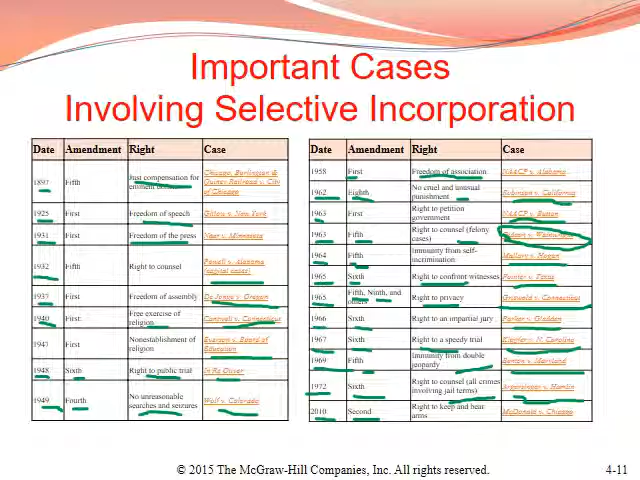 Important Cases
Involving Selective Incorporation
Date Amendment Right Case
1897 Fifth Just compensation for eminent Chicago, Burlington & Quincy Railroad v. City of Chicago
1925 First Freedom of speech Gitlow v. New York
1931 First Freedom of the press Near v. Minnesota
1932 Fifth Right to counsel Powell v. Alabama (capital cases)
1937 First Freedom of assembly De Jonge v. Oregon
1940 First Free exercise of religion Cantwell v. Connecticut
1947 First Nonestablishment of religion Everson v. Board of Education
1948 Sixth Right to public trial In Re Oliver
1949 Fourth No unreasonable searches and seizures Wolf v. Colorado
Date Amendment Right Case
1958 First Freedom of association NAACP v. Alabama
1962 Eighth No cruel and unusual punishment Robinson v. California
1963 First Right to petition government NAACP v. Button
1963 Fifth Right to counsel (felony cases) Gideon v. Wainwright
1964 Fifth Immunity from self-incrimination Mallory v. Hogan
1965 Sixth Right to confront witnesses Pointer v. Texas
1965 Fifth, Ninth, and others Right to privacy Griswold v. Connecticut
1966 Sixth Right to an impartial jury Parker v. Gladden
1967 Sixth Right to a speedy trial Klopfer v. N. Carolina
1969 Fifth Immunity from double jeopardy Benton v. Maryland
1972 Sixth Right to counsel (all crimes involving jail terms) Argersinger v. Hamlin
2010 Second Right to keep and bear arms McDonald v. Chicago
© 2015 The McGraw-Hill Companies, Inc. All rights reserved.
4-11